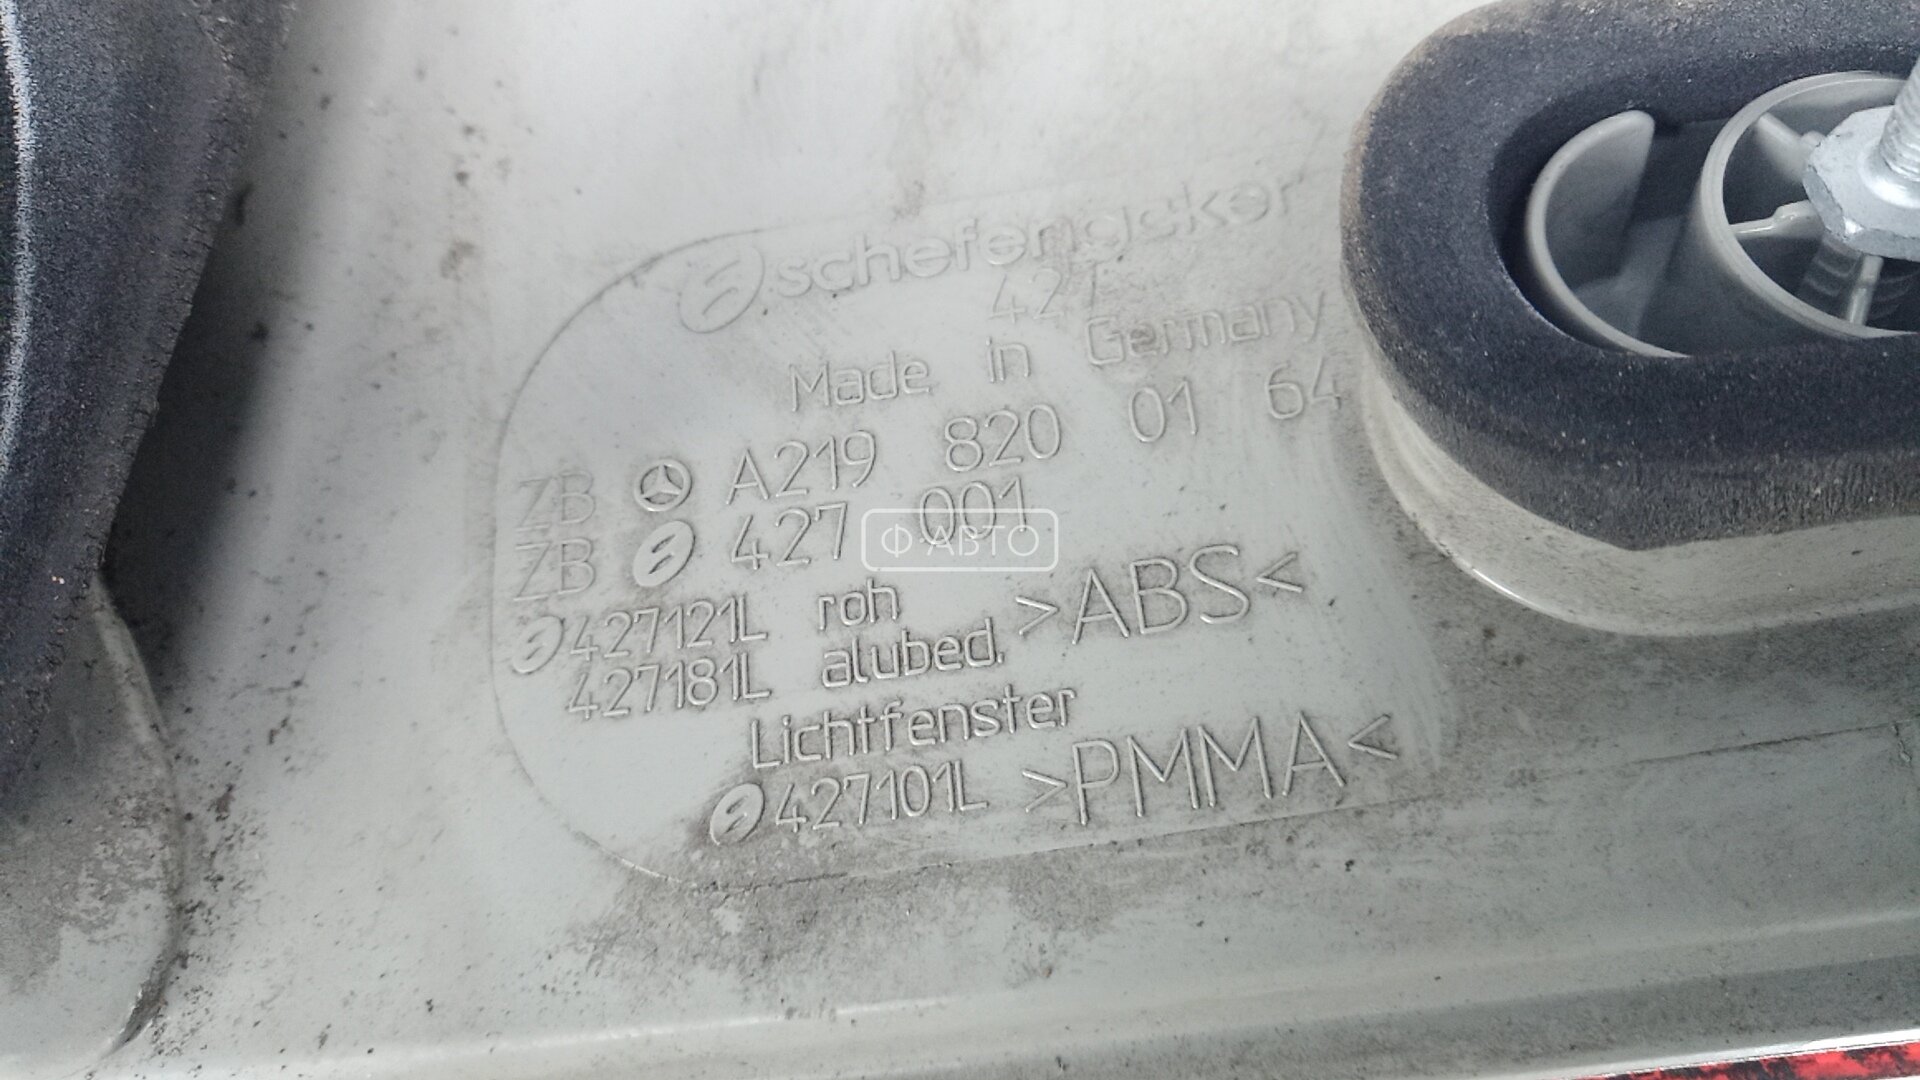 schefenacker
427
Made in Germany
ZB A219 820 01 64
ZB 427 001
Ф АВТО
427121L roh >ABS<
427181L alubed.
Lichtfenster
427101L >PMMA<